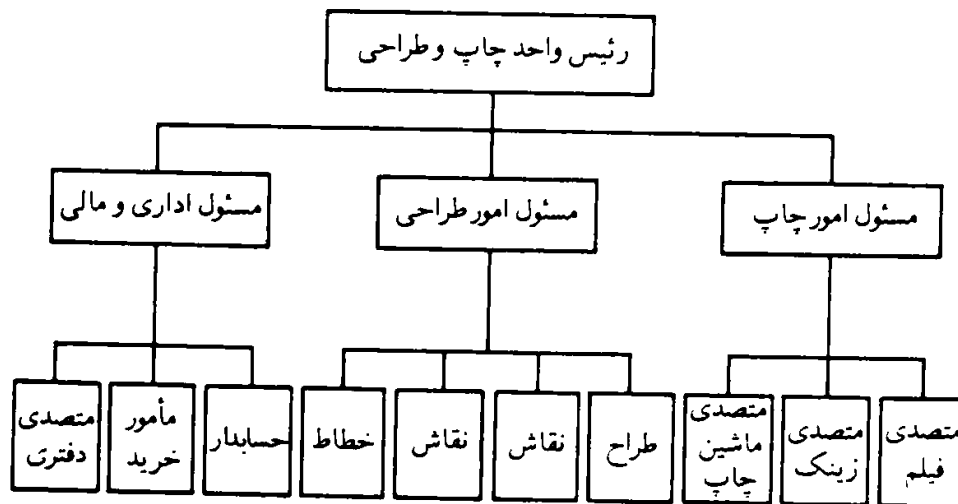 رئیس واحد چاپ و طراحی
مسئول امور چاپ
مسئول امور طراحی
مسئول اداری و مالی
متصدی
فیلم
متصدی
زینک
متصدی
ماشین
چاپ
طراح
نقاش
نقاش
خطاط
حسابدار
مأمور
خرید
متصدی
دفتری